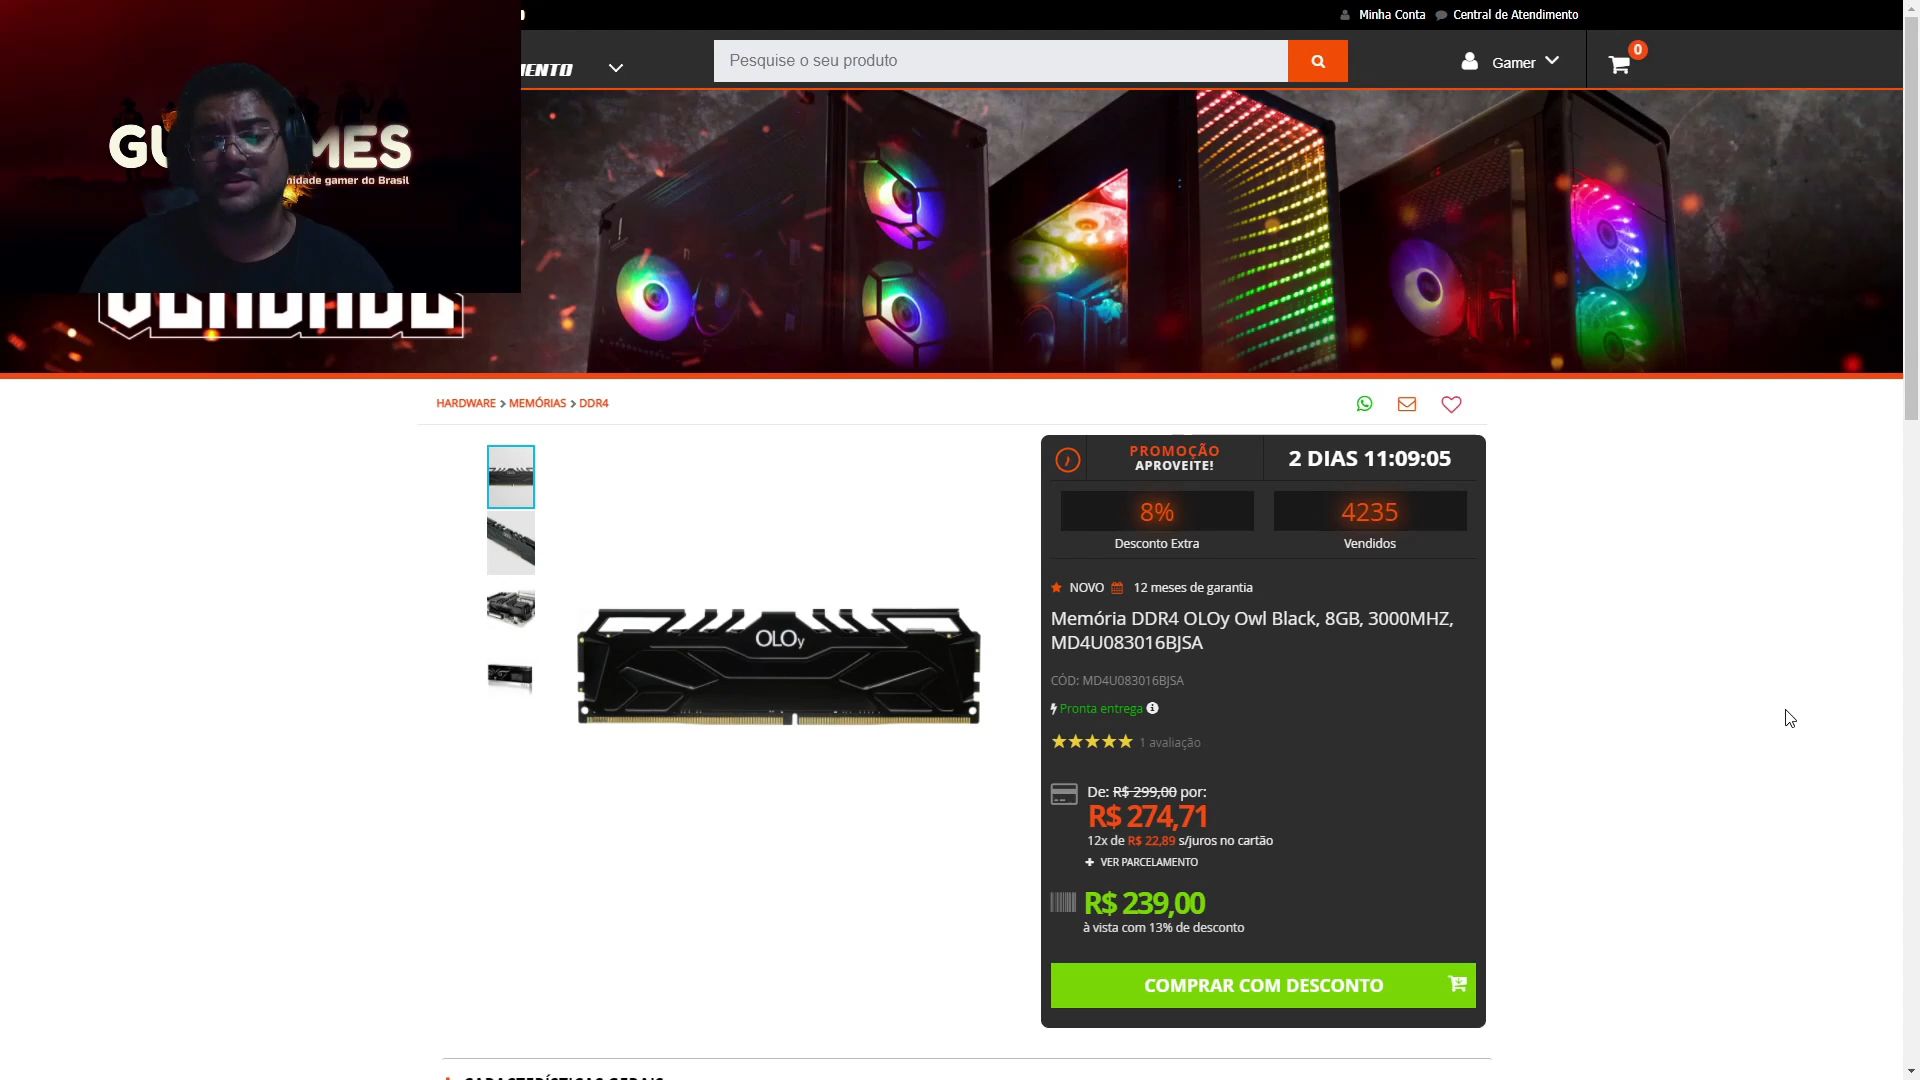 Minha Conta
Central de Atendimento
Pesquise o seu produto
Gamer
0
GU MES
nidade gamer do Brasil
HARDWARE > MEMÓRIAS > DDR4
PROMOÇÃO
APROVEITE!
2 DIAS 11:09:05
8%
Desconto Extra
4235
Vendidos
NOVO
12 meses de garantia
Memória DDR4 OLOy Owl Black, 8GB, 3000MHZ,
MD4U083016BJSA
CÓD: MD4U083016BJSA
Pronta entrega
1 avaliação
De: R$ 299,00 por:
R$ 274,71
12x de R$ 22,89 s/juros no cartão
+ VER PARCELAMENTO
R$ 239,00
à vista com 13% de desconto
COMPRAR COM DESCONTO
OLOy
CARACTERÍSTICAS GERAIS